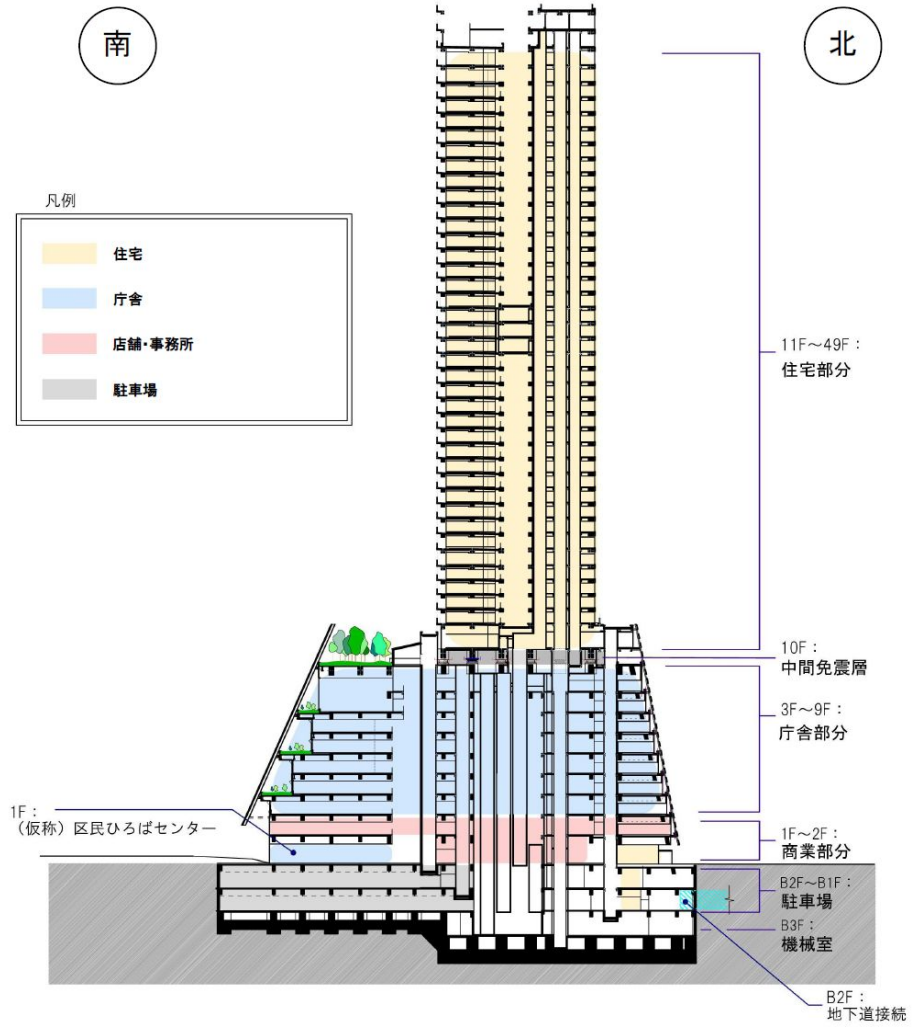 南
北
凡例
住宅
庁舎
店舗・事務所
駐車場
11F～49F：
住宅部分
10F：
中間免震層
3F～9F：
庁舎部分
1F：
（仮称）区民ひろばセンター
1F～2F：
商業部分
B2F～B1F：
駐車場
B3F：
機械室
B2F：
地下道接続